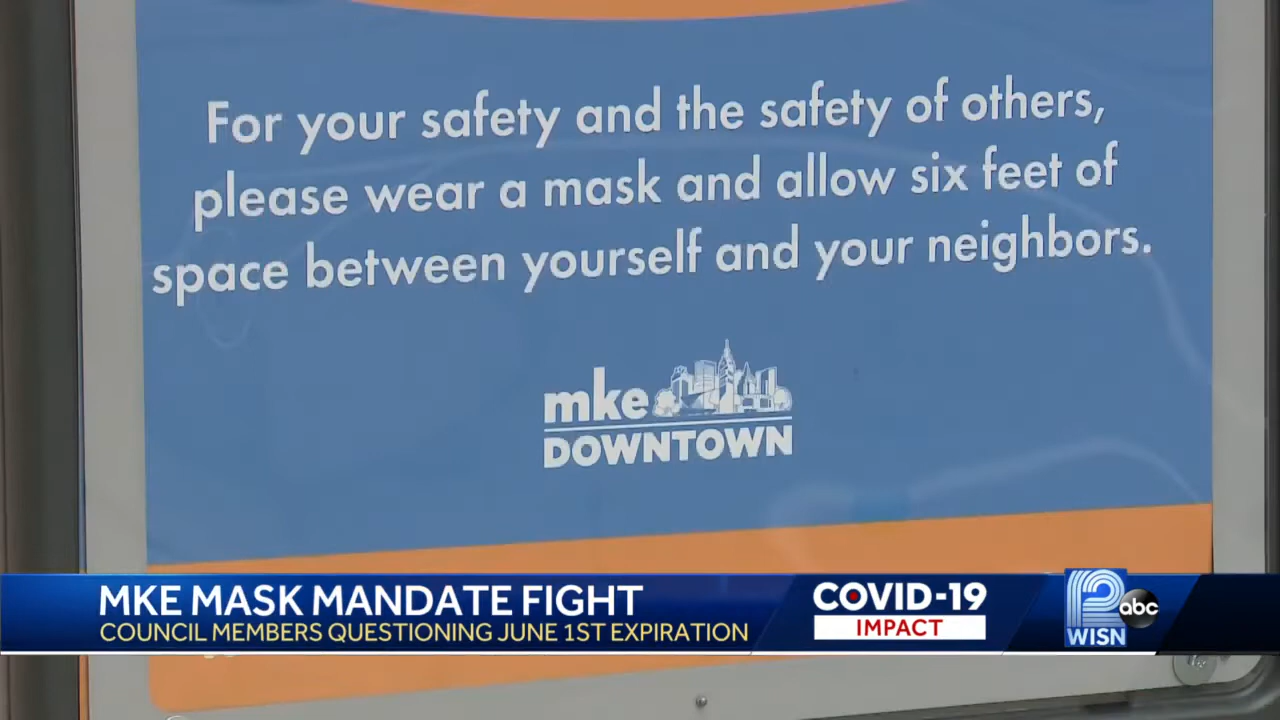 For your safety and the safety of others,
please wear a mask and allow six feet of
space between yourself and your neighbors.
mke
DOWNTOWN
MKE MASK MANDATE FIGHT
COUNCIL MEMBERS QUESTIONING JUNE 1ST EXPIRATION
COVID-19
IMPACT
12
WISN
abc